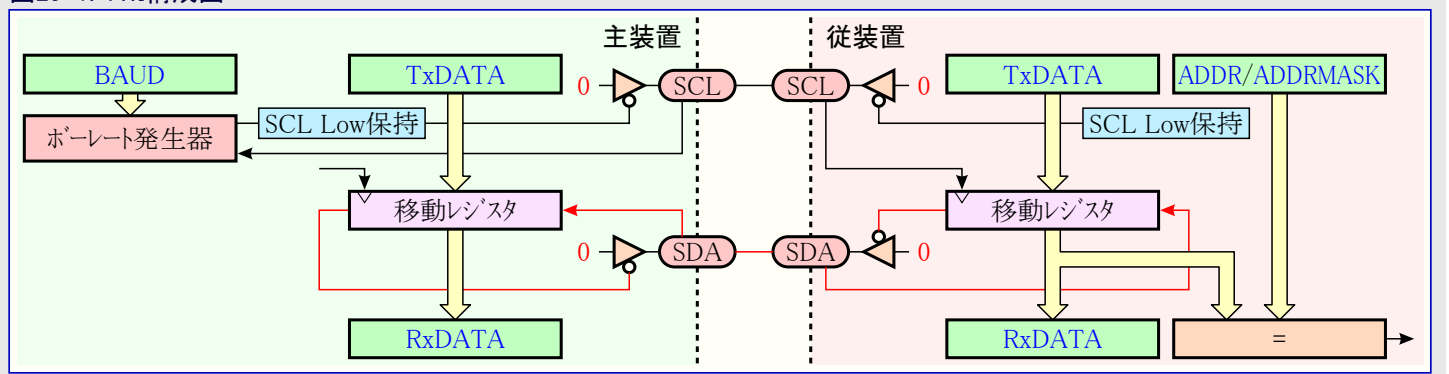 主装置
従装置
BAUD
TxDATA
0
SCL
SCL
0
TxDATA
ADDR/ADDRMASK
ボーレート発生器
SCL Low保持
SCL Low保持
移動レジスタ
移動レジスタ
0
SDA
SDA
0
RxDATA
RxDATA
=